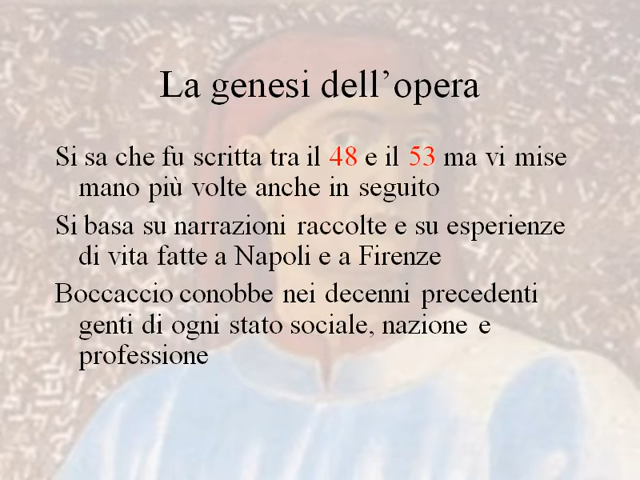 La genesi dell’opera
Si sa che fu scritta tra il 48 e il 53 ma vi mise
mano più volte anche in seguito
Si basa su narrazioni raccolte e su esperienze
di vita fatte a Napoli e a Firenze
Boccaccio conobbe nei decenni precedenti
genti di ogni stato sociale, nazione e
professione